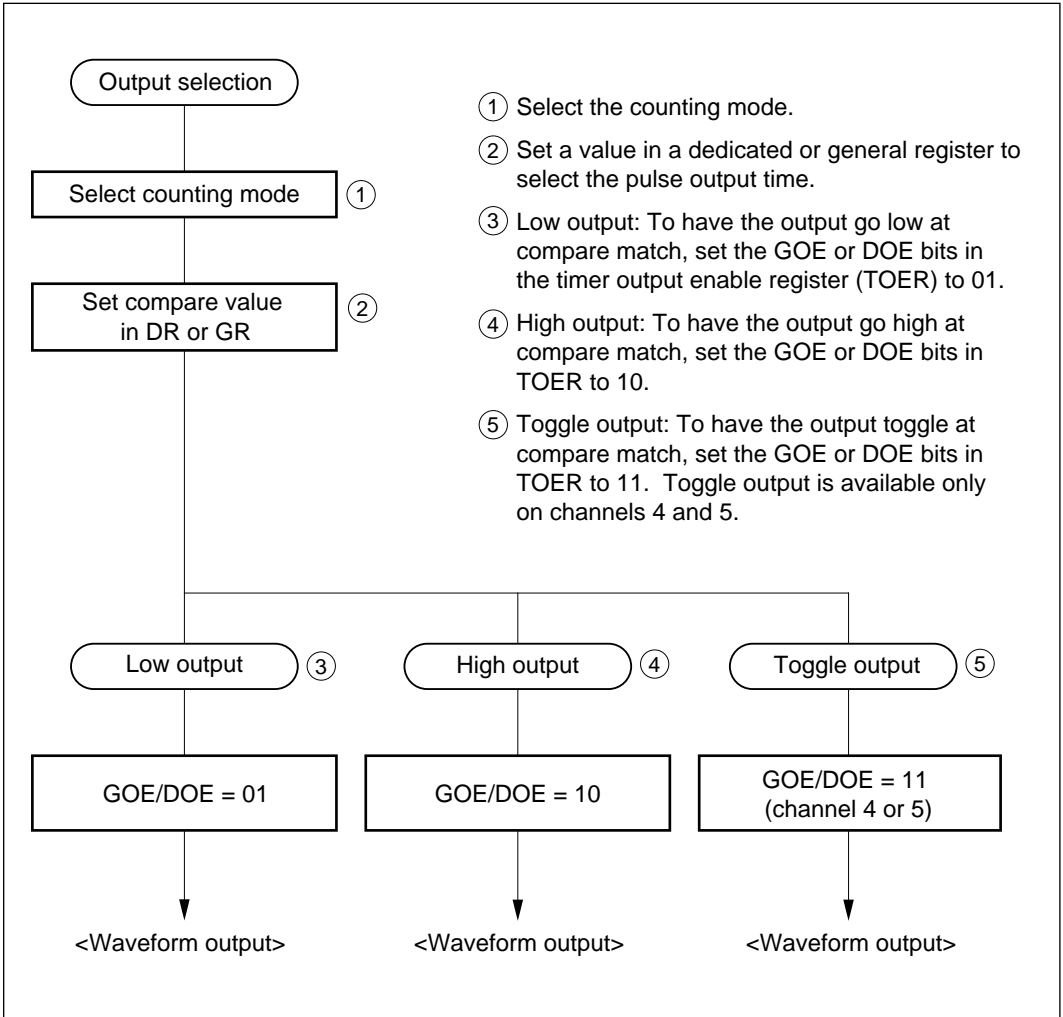 Output selection
Select counting mode ①
Set compare value ②
in DR or GR
① Select the counting mode.
② Set a value in a dedicated or general register to
select the pulse output time.
③ Low output: To have the output go low at
compare match, set the GOE or DOE bits in
the timer output enable register (TOER) to 01.
④ High output: To have the output go high at
compare match, set the GOE or DOE bits in
TOER to 10.
⑤ Toggle output: To have the output toggle at
compare match, set the GOE or DOE bits in
TOER to 11. Toggle output is available only
on channels 4 and 5.
Low output ③
High output ④
Toggle output ⑤
GOE/DOE = 01
GOE/DOE = 10
GOE/DOE = 11
(channel 4 or 5)
<Waveform output>
<Waveform output>
<Waveform output>